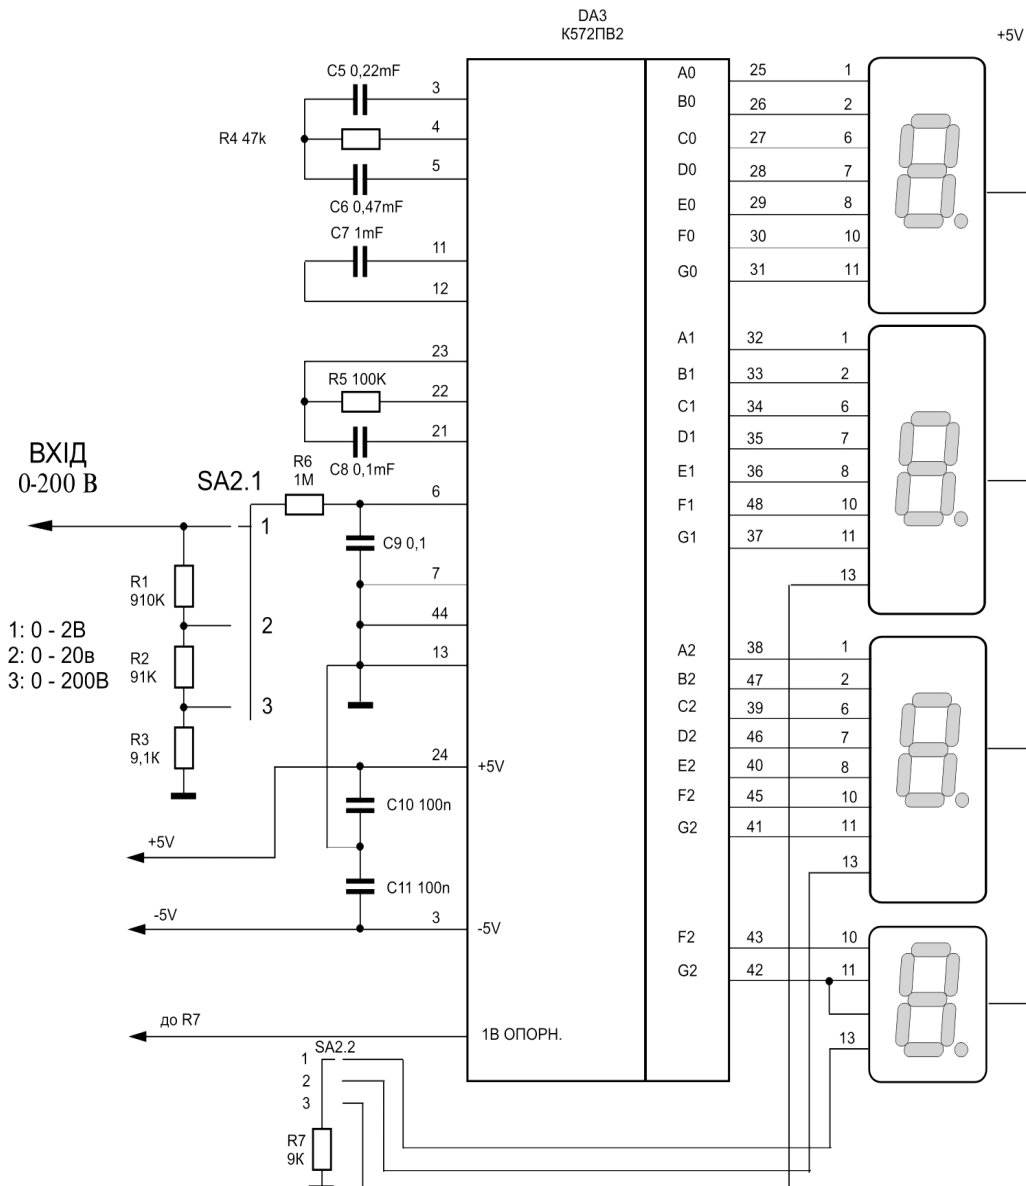 DA3
К572ПВ2
+5V
C5 0,22mF
3
R4 47k
4
5
C6 0,47mF
C7 1mF
11
12
23
R5 100K
22
21
C8 0,1mF
ВХІД
0-200 В
SA2.1
R6
1M
6
1
C9 0,1
7
R1
910K
44
2
1: 0 - 2В
2: 0 - 20в
3: 0 - 200В
R2
91K
13
3
R3
9,1К
24
+5V
C10 100n
+5V
C11 100n
-5V
3
-5V
до R7
1В ОПОРН.
SA2.2
1
2
3
R7
9К
A0 25 1
B0 26 2
C0 27 6
D0 28 7
E0 29 8
F0 30 10
G0 31 11
A1 32 1
B1 33 2
C1 34 6
D1 35 7
E1 36 8
F1 48 10
G1 37 11
13
A2 38 1
B2 47 2
C2 39 6
D2 46 7
E2 40 8
F2 45 10
G2 41 11
13
F2 43 10
G2 42 11
13